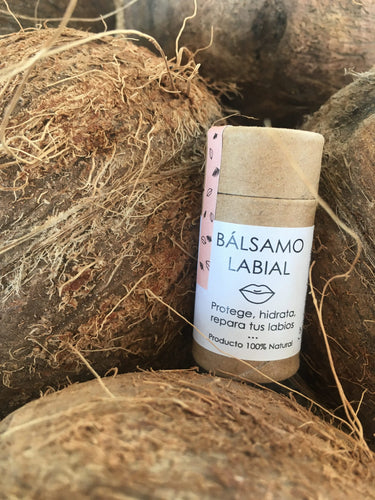 BÁLSAMO
LABIAL
Protege, hidrata,
repara tus labios
...
Producto 100% Natural